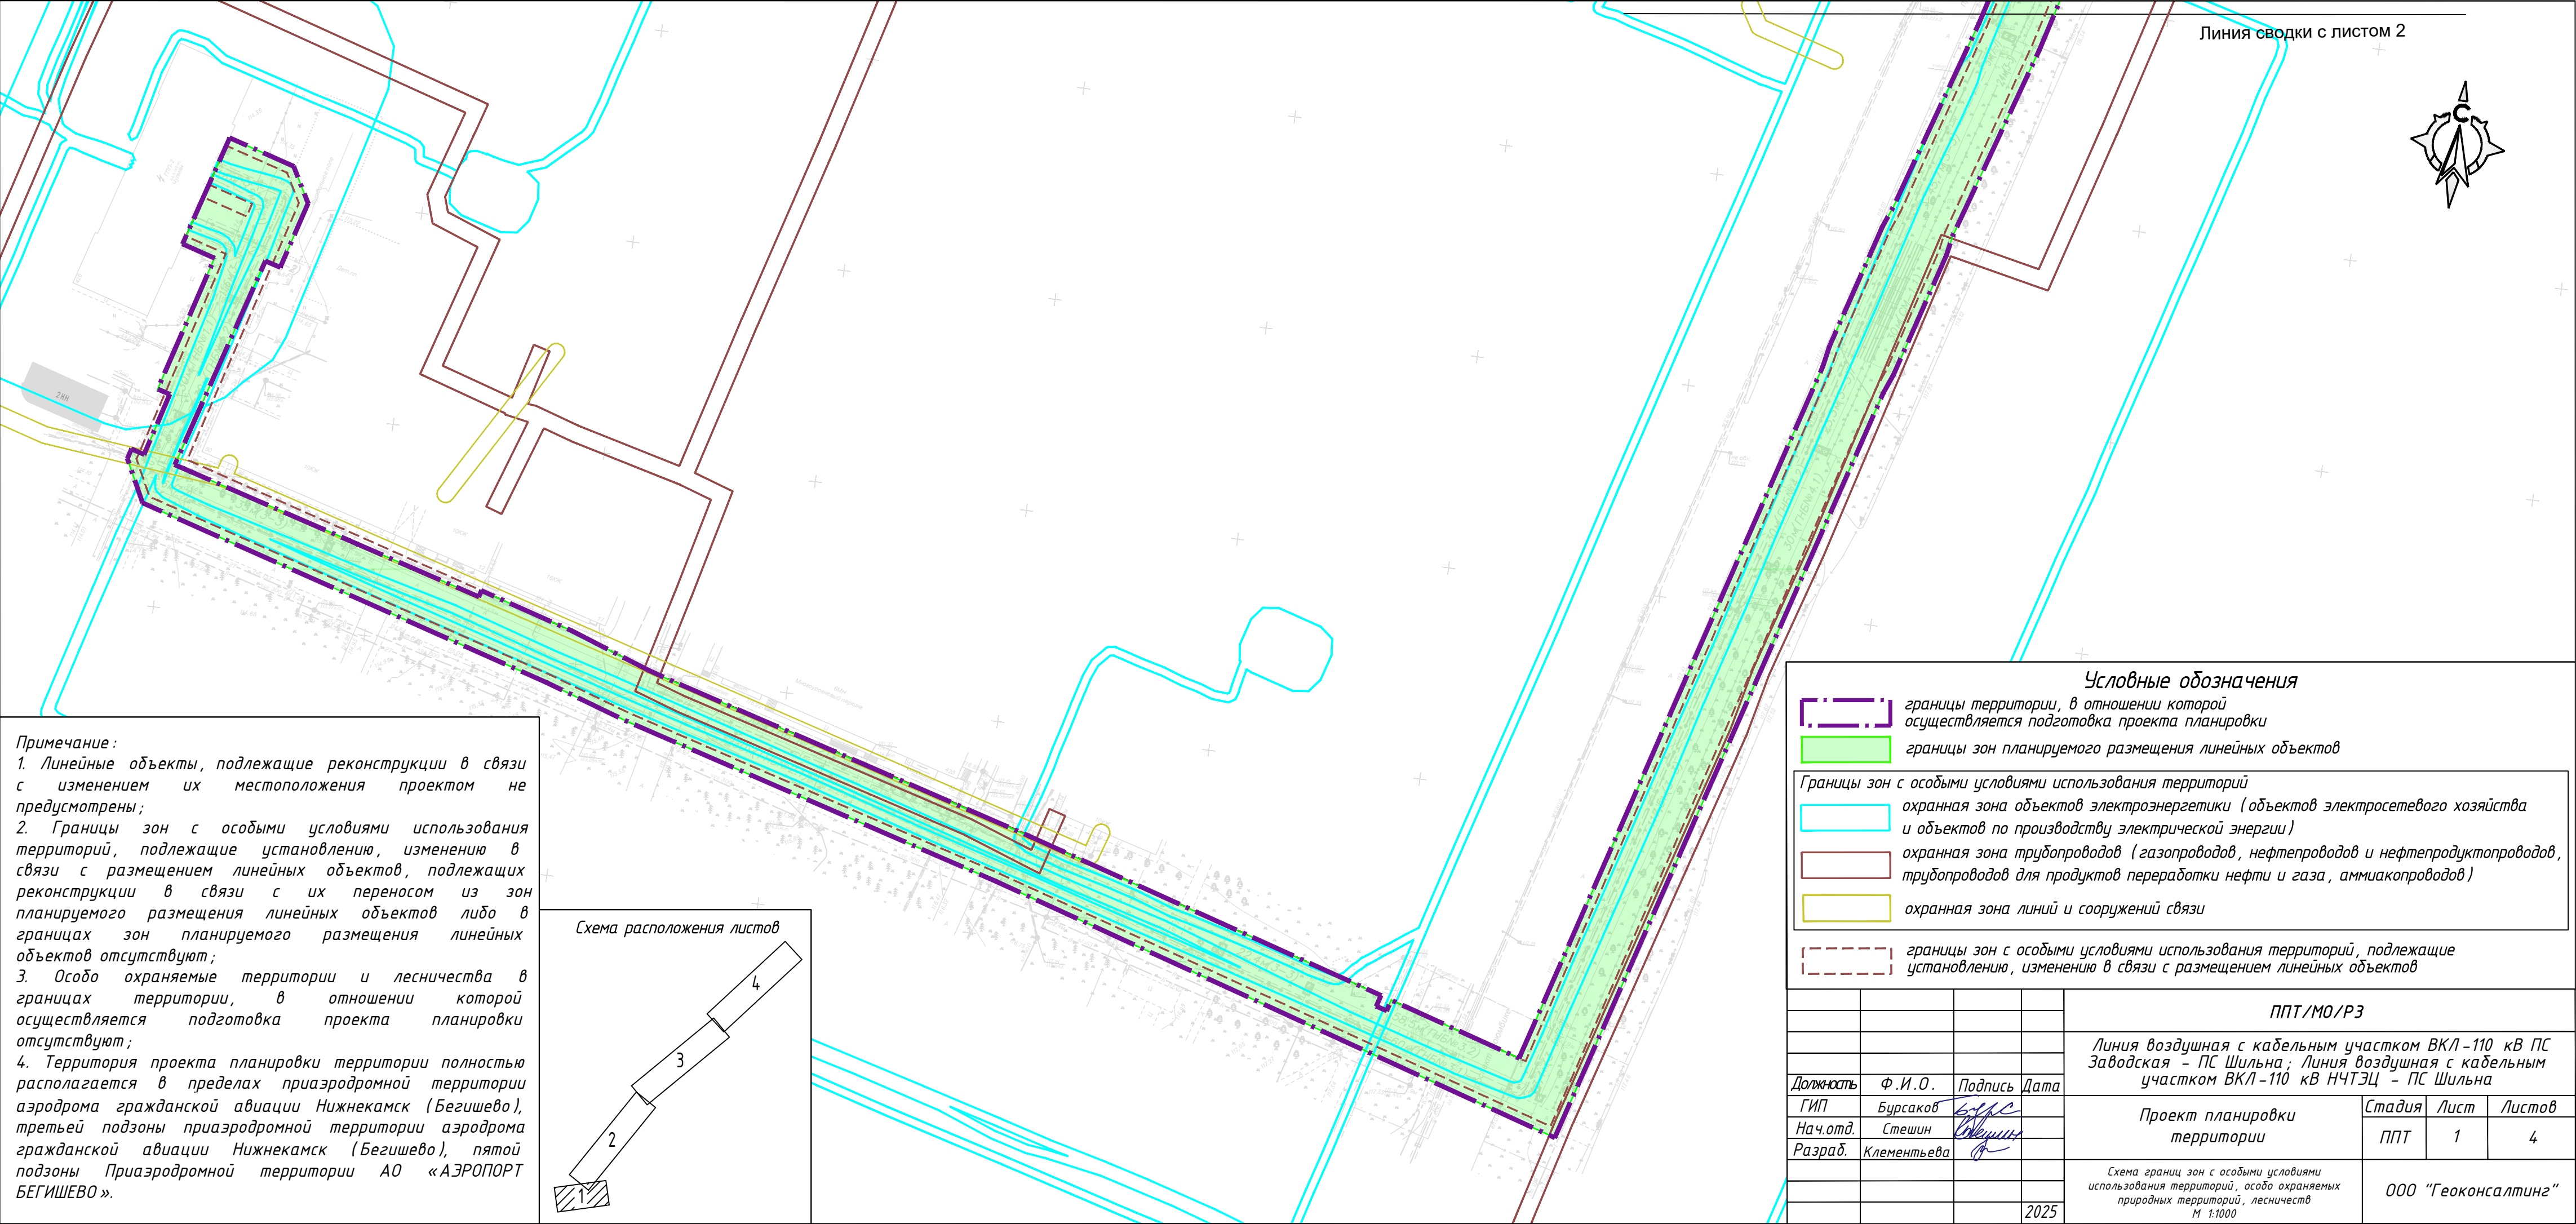 Линия сводки с листом 2
С
2КН
Примечание:
1. Линейные объекты, подлежащие реконструкции в связи
с изменением их местоположения проектом не
предусмотрены;
2. Границы зон с особыми условиями использования
территорий, подлежащие установлению, изменению в
связи с размещением линейных объектов, подлежащих
реконструкции в связи с их переносом из зон
планируемого размещения линейных объектов либо в
границах зон планируемого размещения линейных
объектов отсутствуют;
3. Особо охраняемые территории и лесничества в
границах территории, в отношении которой
осуществляется подготовка проекта планировки
отсутствуют;
4. Территория проекта планировки территории полностью
располагается в пределах приаэродромной территории
аэродрома гражданской авиации Нижнекамск (Бегишево),
третьей подзоны приаэродромной территории аэродрома
гражданской авиации Нижнекамск (Бегишево), пятой
подзоны Приаэродромной территории АО «АЭРОПОРТ
БЕГИШЕВО».
Схема расположения листов
4
3
2
1
Условные обозначения
границы территории, в отношении которой
осуществляется подготовка проекта планировки
границы зон планируемого размещения линейных объектов
Границы зон с особыми условиями использования территорий
охранная зона объектов электроэнергетики (объектов электросетевого хозяйства
и объектов по производству электрической энергии)
охранная зона трубопроводов (газопроводов, нефтепроводов и нефтепродуктопроводов,
трубопроводов для продуктов переработки нефти и газа, аммиакопроводов)
охранная зона линий и сооружений связи
границы зон с особыми условиями использования территорий, подлежащие
установлению, изменению в связи с размещением линейных объектов
ППТ/МО/РЗ
Линия воздушная с кабельным участком ВКЛ-110 кВ ПС
Заводская - ПС Шильна; Линия воздушная с кабельным
участком ВКЛ-110 кВ НЧТЭЦ - ПС Шильна
Должность Ф.И.О. Подпись Дата
ГИП Бурсаков
Нач.отд. Стешин
Разраб. Клементьева
2025
Проект планировки
территории
Стадия Лист Листов
ППТ 1 4
Схема границ зон с особыми условиями
использования территорий, особо охраняемых
природных территорий, лесничеств
М 1:1000
ООО "Геоконсалтинг"